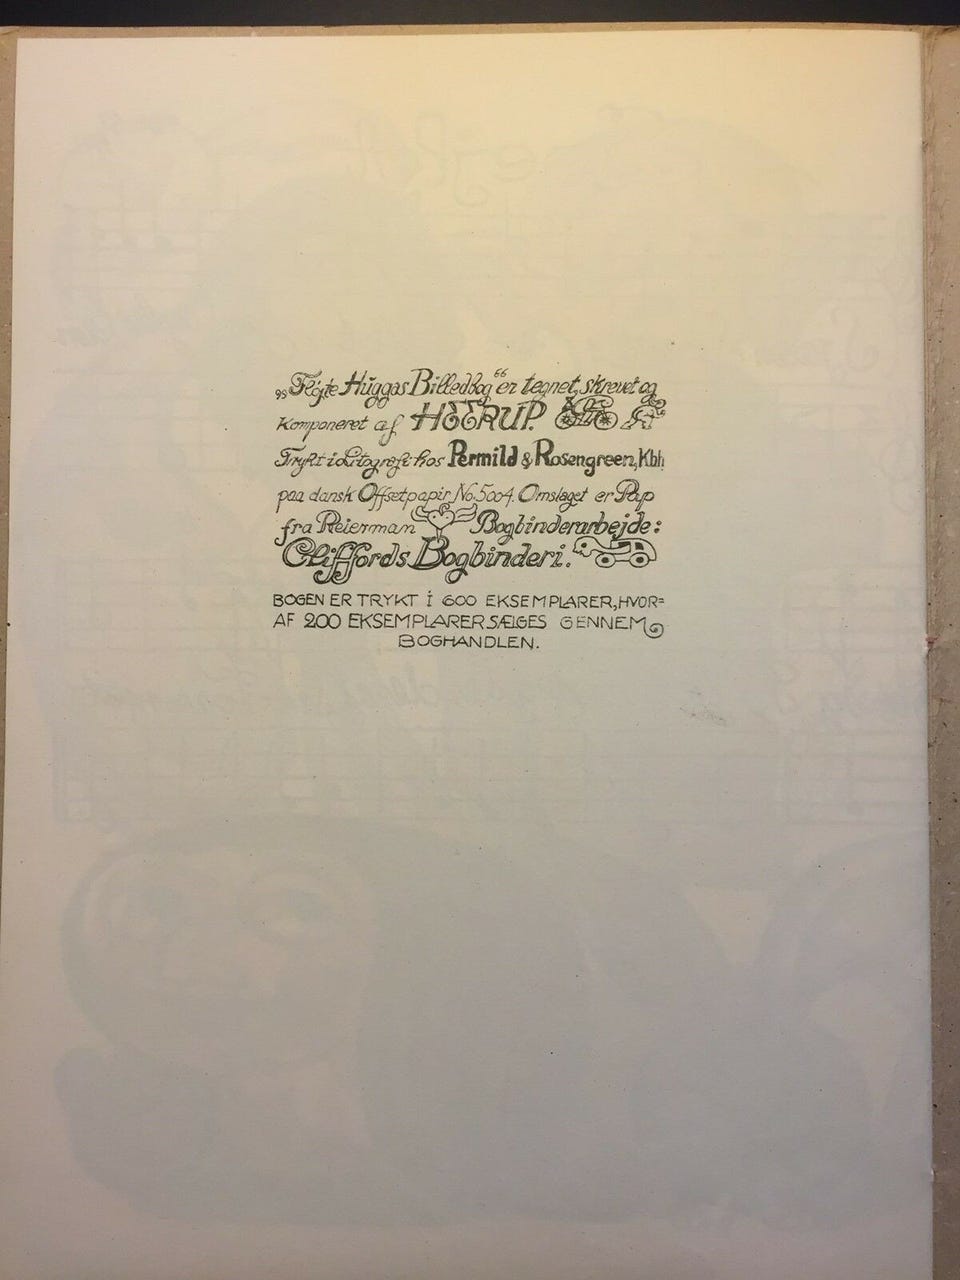 „Fløjte Huggas Billedbog“ er tegnet, skrevet og
Komponeret af HEERUP.
Trykt i Litografi hos Permild & Rosengreen, Kbh.
paa dansk Offsetpapir No. 5004. Omslaget er Pap
fra Reierman Bogbinderarbejde:
Cliffords Bogbinderi.
BOGEN ER TRYKT I 600 EKSEMPLARER, HVOR=
AF 200 EKSEMPLARER SÆLGES GENNEM
BOGHANDLEN.